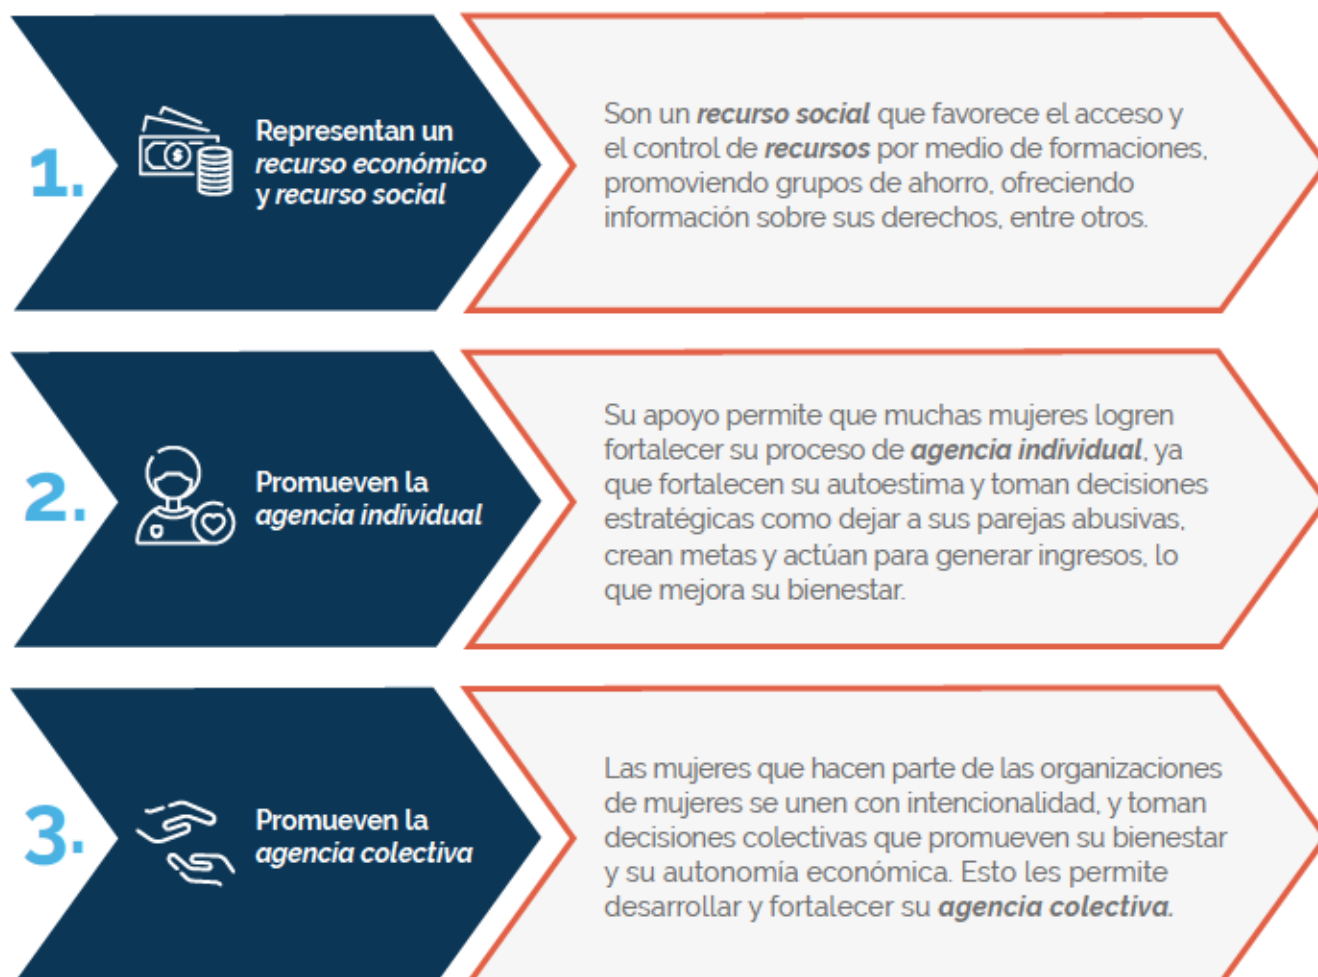 1.
Representan un
recurso económico
y recurso social
Son un recurso social que favorece el acceso y
el control de recursos por medio de formaciones,
promoviendo grupos de ahorro, ofreciendo
información sobre sus derechos, entre otros.
2.
Promueven la
agencia individual
Su apoyo permite que muchas mujeres logren
fortalecer su proceso de agencia individual, ya
que fortalecen su autoestima y toman decisiones
estratégicas como dejar a sus parejas abusivas,
crean metas y actúan para generar ingresos, lo
que mejora su bienestar.
3.
Promueven la
agencia colectiva
Las mujeres que hacen parte de las organizaciones
de mujeres se unen con intencionalidad, y toman
decisiones colectivas que promueven su bienestar
y su autonomía económica. Esto les permite
desarrollar y fortalecer su agencia colectiva.